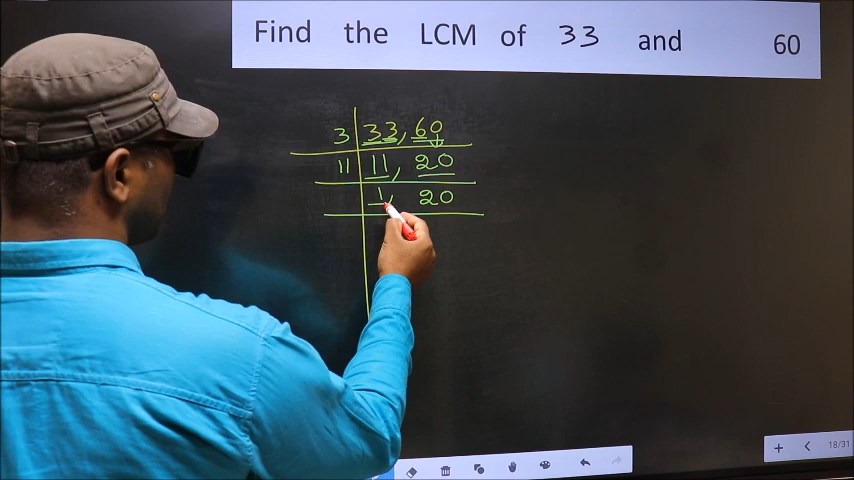 Find the LCM of 33 and 60
3 33, 60
11 11, 20
1, 20
18/31